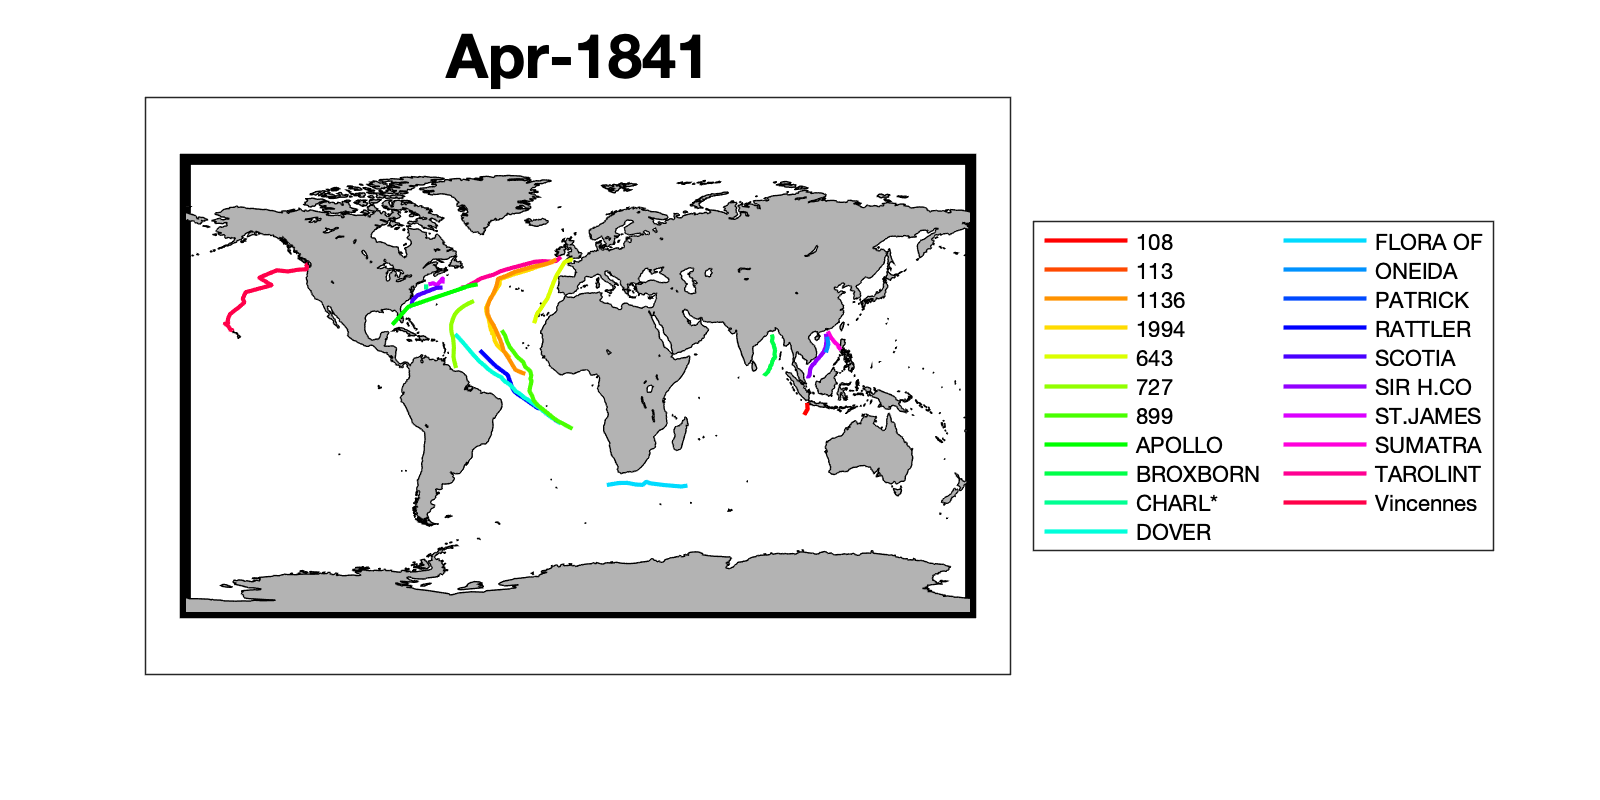 Apr-1841
108
113
1136
1994
643
727
899
APOLLO
BROXBORN
CHARL*
DOVER
FLORA OF
ONEIDA
PATRICK
RATTLER
SCOTIA
SIR H.CO
ST.JAMES
SUMATRA
TAROLINT
Vincennes